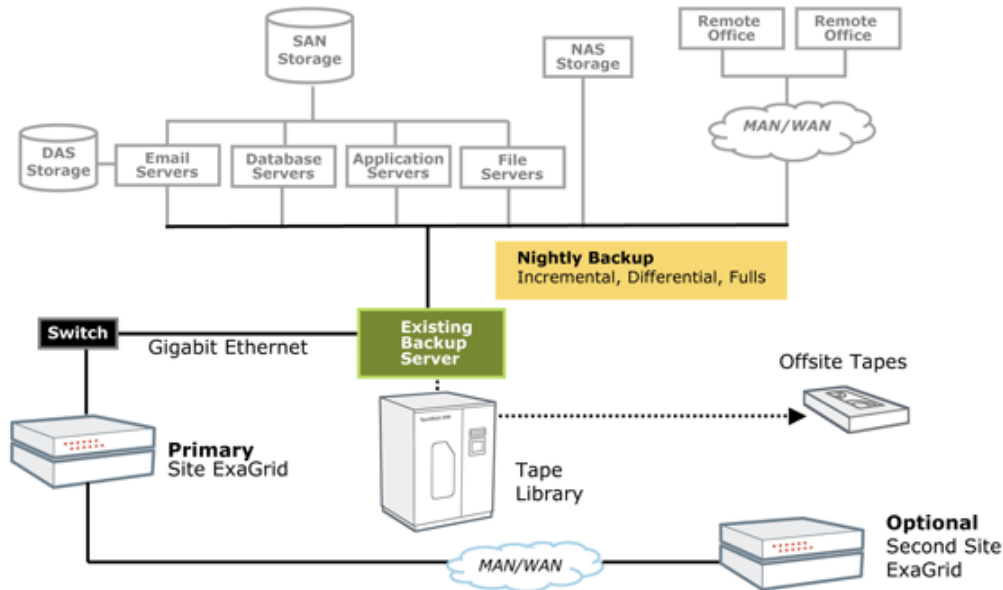 SAN
Storage
NAS
Storage
Remote
Office
Remote
Office
MAN/WAN
DAS
Storage
Email
Servers
Database
Servers
Application
Servers
File
Servers
Nightly Backup
Incremental, Differential, Fulls
Switch
Gigabit Ethernet
Existing
Backup
Server
Offsite Tapes
Primary
Site ExaGrid
Tape
Library
Optional
Second Site
ExaGrid
MAN/WAN